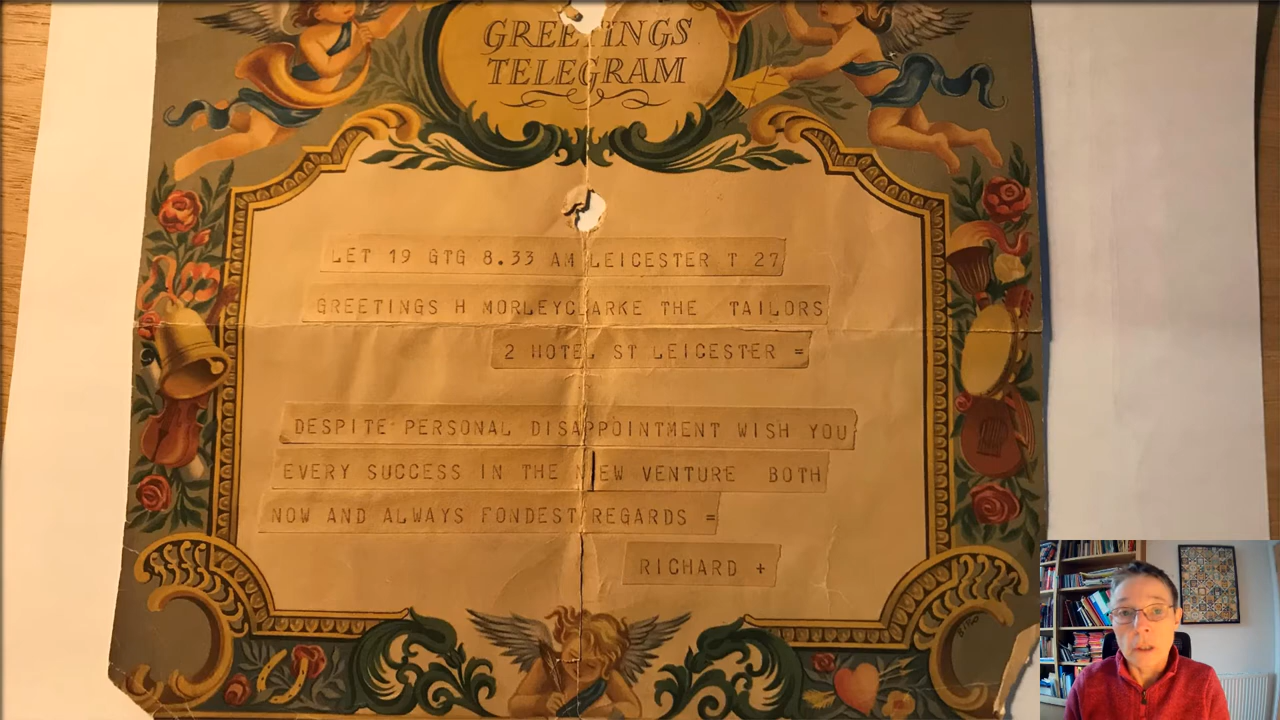 GREETINGS
TELEGRAM
LET 19 GTG 8.33 AM LEICESTER T 27
GREETINGS H MORLEYCLARKE THE TAILORS
2 HOTEL ST LEICESTER =
DESPITE PERSONAL DISAPPOINTMENT WISH YOU
EVERY SUCCESS IN THE NEW VENTURE BOTH
NOW AND ALWAYS FONDEST REGARDS =
RICHARD +